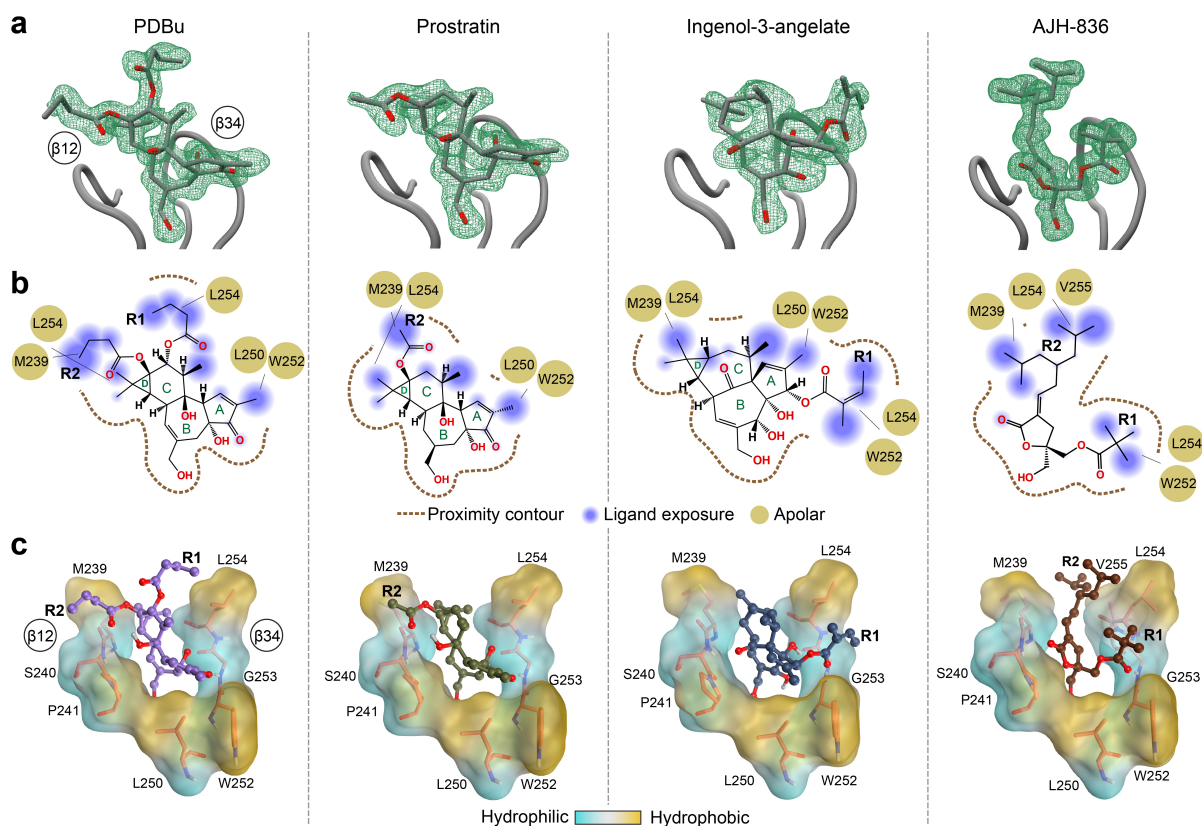 a
PDBu
Prostratin
Ingenol-3-angelate
AJH-836
β12
β34
b
L254
R1
L254
M239
R2
L250
W252
H
H
H
H
O
O
O
O
D
C
B
A
OH
OH
O
OH
M239
L254
R2
O
O
H
H
H
D
C
B
A
L250
W252
OH
OH
O
OH
M239
L254
L250
W252
R1
H
H
H
H
D
C
B
A
O
O
O
OH
H
OH
HO
L254
W252
M239
L254
V255
R2
R1
O
O
O
O
HO
L254
W252
Proximity contour
Ligand exposure
Apolar
c
M239
R1
L254
R2
β12
β34
S240
P241
G253
L250
W252
M239
L254
R2
S240
P241
G253
L250
W252
M239
L254
R1
S240
P241
G253
L250
W252
M239
R2
V255
L254
R1
S240
P241
G253
L250
W252
Hydrophilic
Hydrophobic